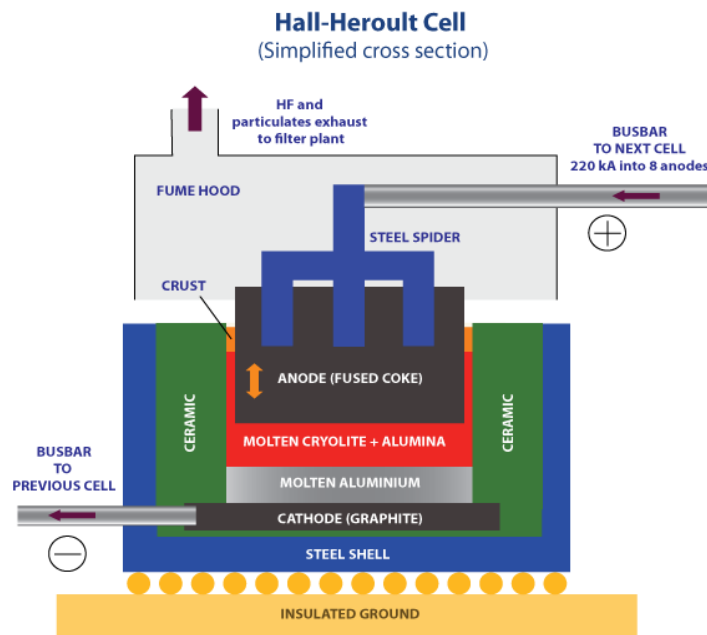 Hall-Heroult Cell
(Simplified cross section)
HF and
particulates exhaust
to filter plant
BUSBAR
TO NEXT CELL
220 kA into 8 anodes
FUME HOOD
STEEL SPIDER
CRUST
ANODE (FUSED COKE)
CERAMIC
CERAMIC
MOLTEN CRYOLITE + ALUMINA
BUSBAR
TO
PREVIOUS CELL
MOLTEN ALUMINIUM
CATHODE (GRAPHITE)
STEEL SHELL
INSULATED GROUND